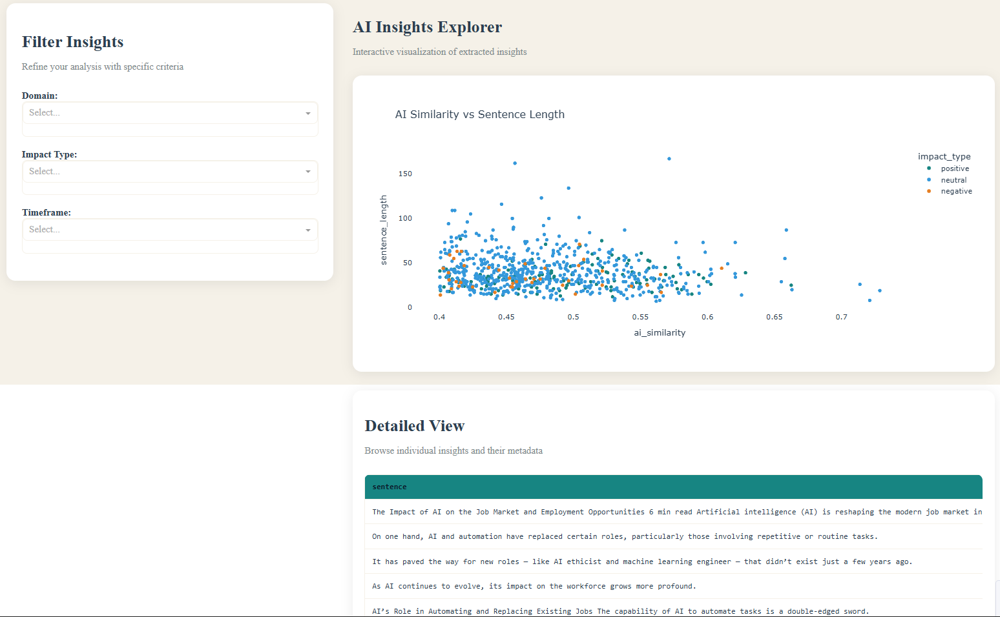 Filter Insights
Refine your analysis with specific criteria
Domain:
Select...
Impact Type:
Select...
Timeframe:
Select...
AI Insights Explorer
Interactive visualization of extracted insights
AI Similarity vs Sentence Length
impact_type
positive
neutral
negative
150
100
50
0
sentence_length
0.4
0.45
0.5
0.55
0.6
0.65
0.7
ai_similarity
Detailed View
Browse individual insights and their metadata
sentence
The Impact of AI on the Job Market and Employment Opportunities 6 min read Artificial intelligence (AI) is reshaping the modern job market in
On one hand, AI and automation have replaced certain roles, particularly those involving repetitive or routine tasks.
It has paved the way for new roles — like AI ethicist and machine learning engineer — that didn’t exist just a few years ago.
As AI continues to evolve, its impact on the workforce grows more profound.
AI’s Role in Automating and Replacing Existing Jobs The capability of AI to automate tasks is a double-edged sword.